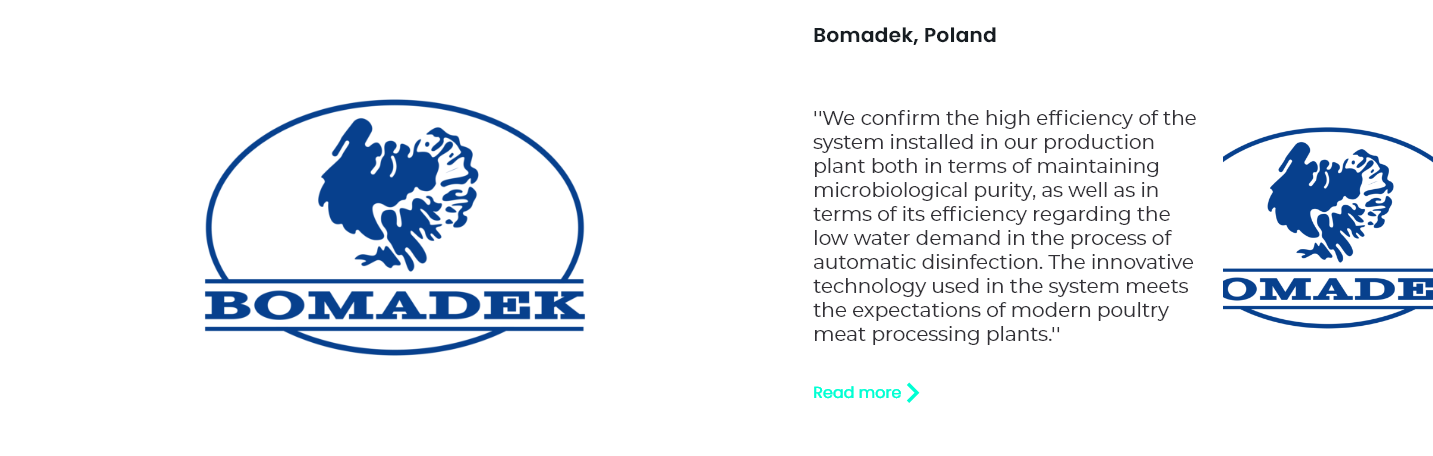 BOMADEK
Bomadek, Poland
''We confirm the high efficiency of the
system installed in our production
plant both in terms of maintaining
microbiological purity, as well as in
terms of its efficiency regarding the
low water demand in the process of
automatic disinfection. The innovative
technology used in the system meets
the expectations of modern poultry
meat processing plants.''
Read more
OMADE